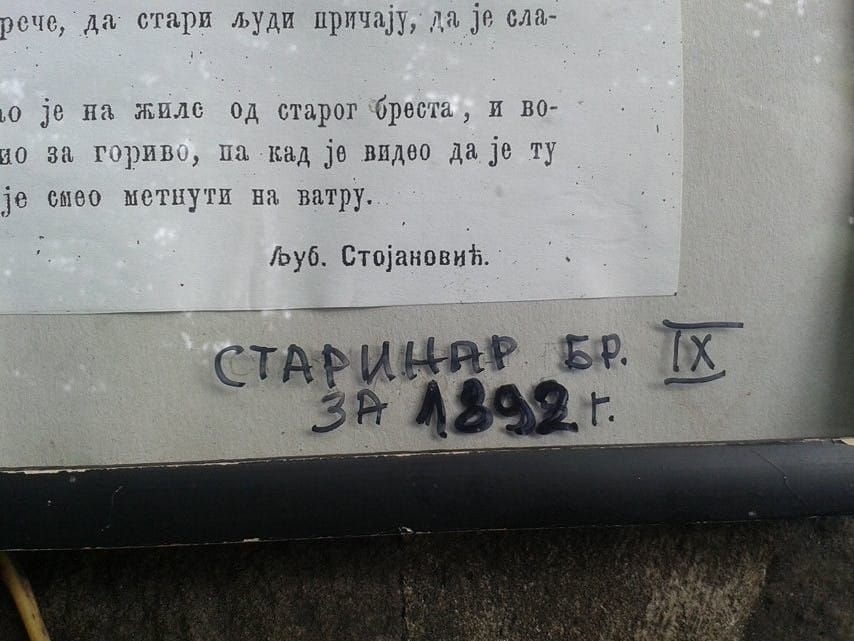 рече, да стари људи причају, да је сла-
је на жиле од старог бреста, и во-
за гориво, па кад је видео да је ту
је смео метнути на ватру.
Љуб. Стојановић.
СТАРИНАР БР. IX
ЗА 1892 г.